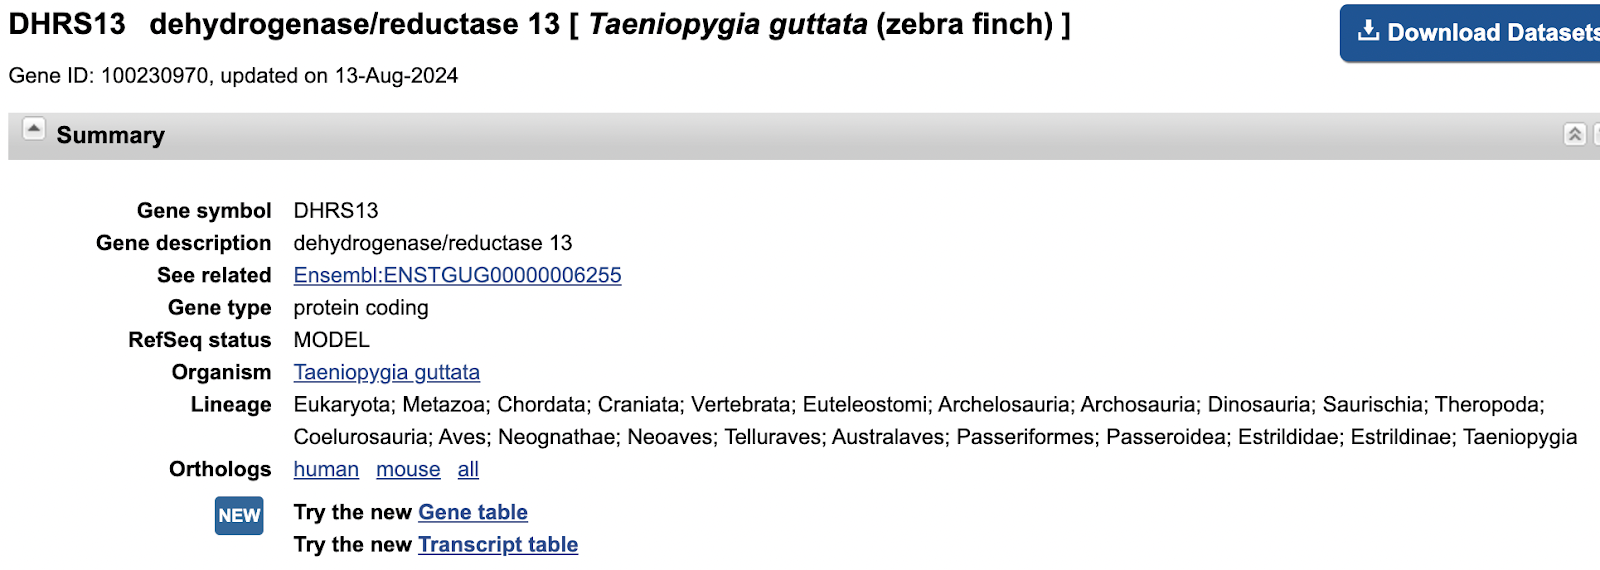 DHRS13 dehydrogenase/reductase 13 [ Taeniopygia guttata (zebra finch) ]
Download Datasets
Gene ID: 100230970, updated on 13-Aug-2024
Summary
Gene symbol DHRS13
Gene description dehydrogenase/reductase 13
See related Ensembl:ENSTGUG00000006255
Gene type protein coding
RefSeq status MODEL
Organism Taeniopygia guttata
Lineage Eukaryota; Metazoa; Chordata; Craniata; Vertebrata; Euteleostomi; Archelosauria; Archosauria; Dinosauria; Saurischia; Theropoda;
Coelurosauria; Aves; Neognathae; Neoaves; Telluraves; Australaves; Passeriformes; Passeroidea; Estrildidae; Estrildinae; Taeniopygia
Orthologs human mouse all
NEW Try the new Gene table
Try the new Transcript table